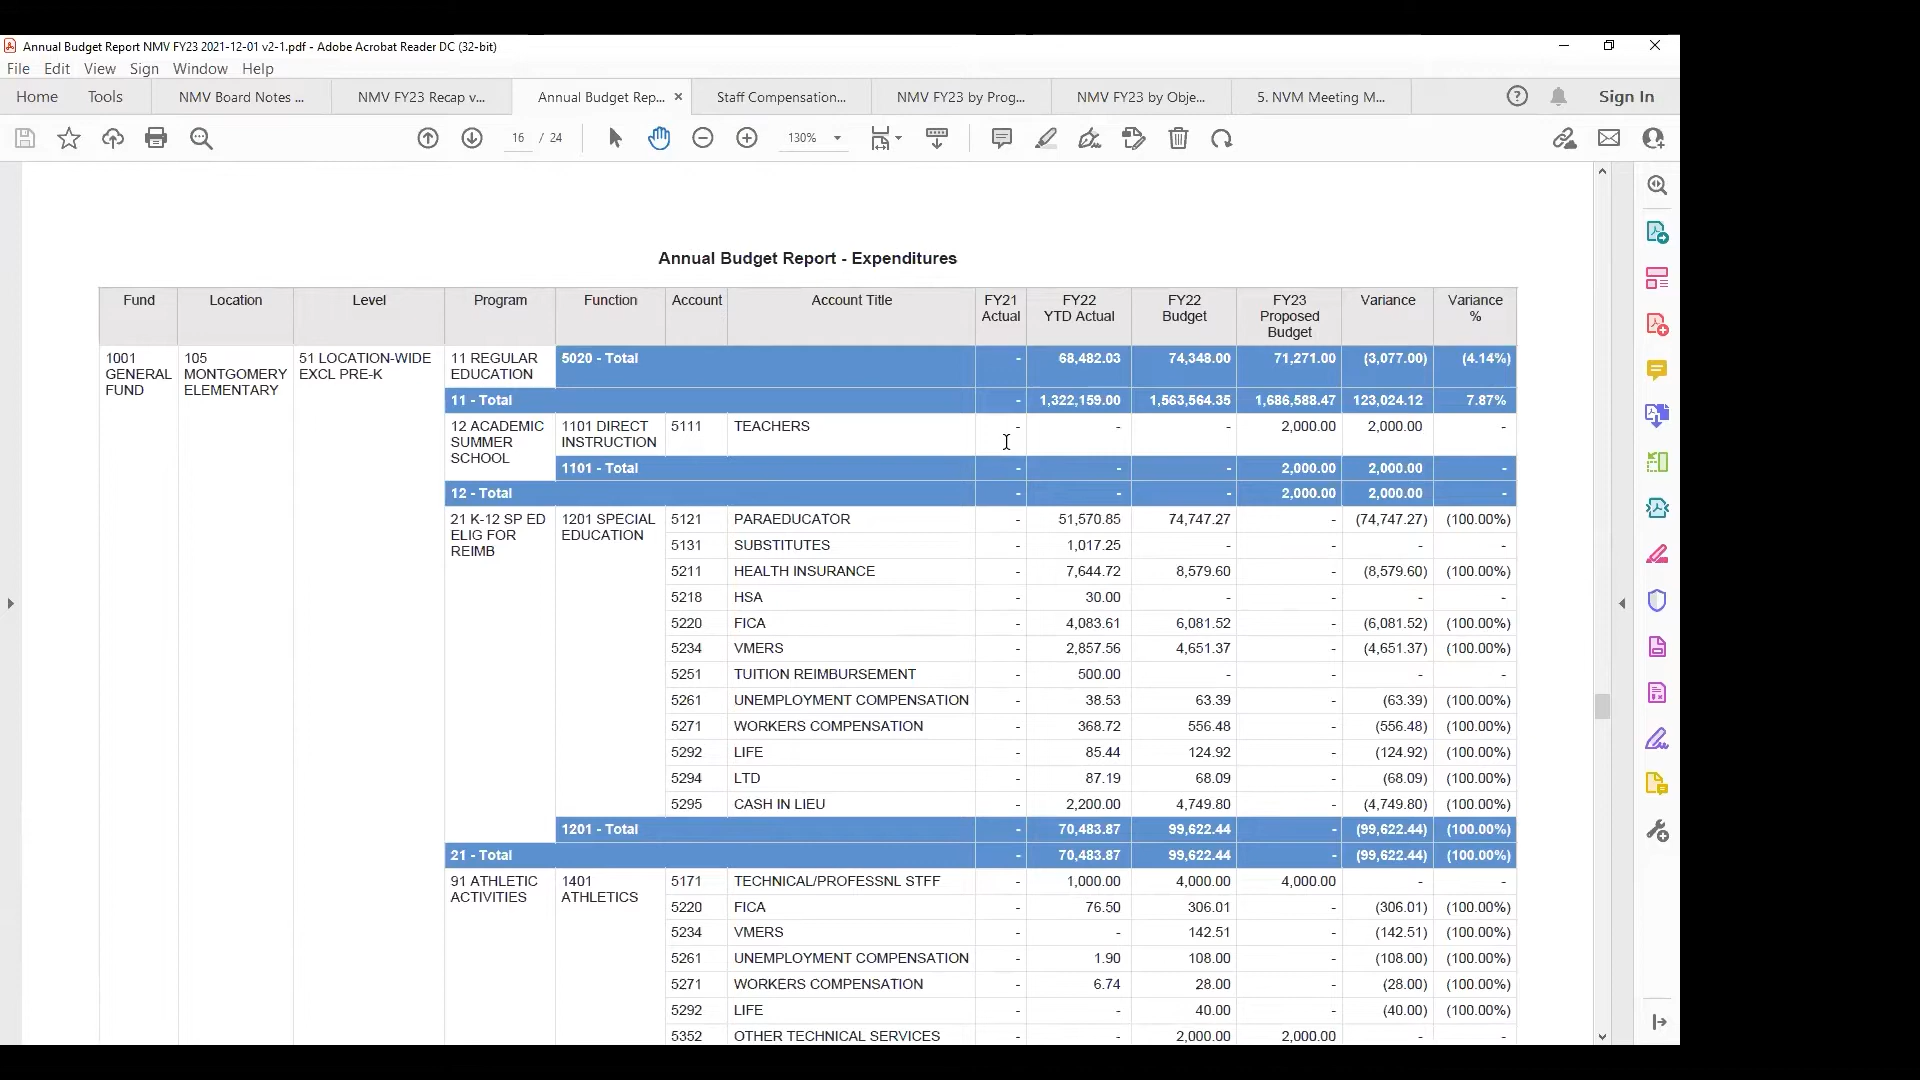 Annual Budget Report NMV FY23 2021-12-01 v2-1.pdf - Adobe Acrobat Reader DC (32-bit)
File Edit View Sign Window Help
Home Tools NMV Board Notes ... NMV FY23 Recap v... Annual Budget Rep... × Staff Compensation... NMV FY23 by Prog... NMV FY23 by Obje... 5. NVM Meeting M... Sign In
16 / 24 130%
Annual Budget Report - Expenditures
Fund Location Level Program Function Account Account Title FY21 Actual FY22 YTD Actual FY22 Budget FY23 Proposed Budget Variance Variance %
1001 GENERAL FUND 105 MONTGOMERY ELEMENTARY 51 LOCATION-WIDE EXCL PRE-K 11 REGULAR EDUCATION 5020 - Total - 68,482.03 74,348.00 71,271.00 (3,077.00) (4.14%)
11 - Total - 1,322,159.00 1,563,564.35 1,686,588.47 123,024.12 7.87%
12 ACADEMIC SUMMER SCHOOL 1101 DIRECT INSTRUCTION 5111 TEACHERS - - - 2,000.00 2,000.00 -
1101 - Total - - - 2,000.00 2,000.00 -
12 - Total - - - 2,000.00 2,000.00 -
21 K-12 SP ED ELIG FOR REIMB 1201 SPECIAL EDUCATION 5121 PARAEDUCATOR - 51,570.85 74,747.27 - (74,747.27) (100.00%)
5131 SUBSTITUTES - 1,017.25 - - - -
5211 HEALTH INSURANCE - 7,644.72 8,579.60 - (8,579.60) (100.00%)
5218 HSA - 30.00 - - - -
5220 FICA - 4,083.61 6,081.52 - (6,081.52) (100.00%)
5234 VMERS - 2,857.56 4,651.37 - (4,651.37) (100.00%)
5251 TUITION REIMBURSEMENT - 500.00 - - - -
5261 UNEMPLOYMENT COMPENSATION - 38.53 63.39 - (63.39) (100.00%)
5271 WORKERS COMPENSATION - 368.72 556.48 - (556.48) (100.00%)
5292 LIFE - 85.44 124.92 - (124.92) (100.00%)
5294 LTD - 87.19 68.09 - (68.09) (100.00%)
5295 CASH IN LIEU - 2,200.00 4,749.80 - (4,749.80) (100.00%)
1201 - Total - 70,483.87 99,622.44 - (99,622.44) (100.00%)
21 - Total - 70,483.87 99,622.44 - (99,622.44) (100.00%)
91 ATHLETIC ACTIVITIES 1401 ATHLETICS 5171 TECHNICAL/PROFESSNL STFF - 1,000.00 4,000.00 4,000.00 - -
5220 FICA - 76.50 306.01 - (306.01) (100.00%)
5234 VMERS - - 142.51 - (142.51) (100.00%)
5261 UNEMPLOYMENT COMPENSATION - 1.90 108.00 - (108.00) (100.00%)
5271 WORKERS COMPENSATION - 6.74 28.00 - (28.00) (100.00%)
5292 LIFE - - 40.00 - (40.00) (100.00%)
5352 OTHER TECHNICAL SERVICES - - 2,000.00 2,000.00 - -